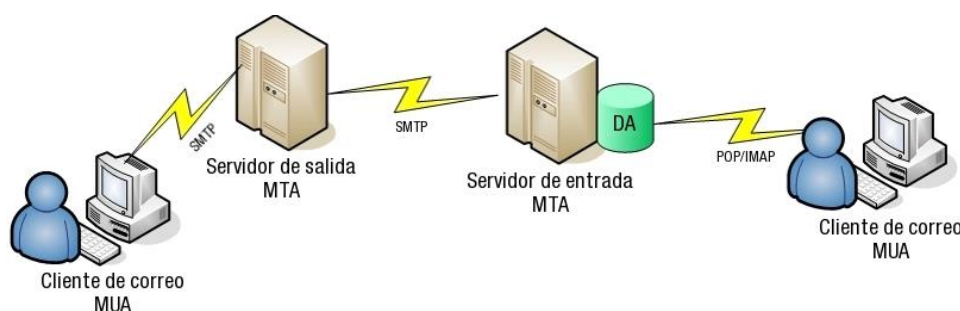 SMTP
Servidor de salida
MTA
SMTP
DA
Servidor de entrada
MTA
POP/IMAP
Cliente de correo
MUA
Cliente de correo
MUA